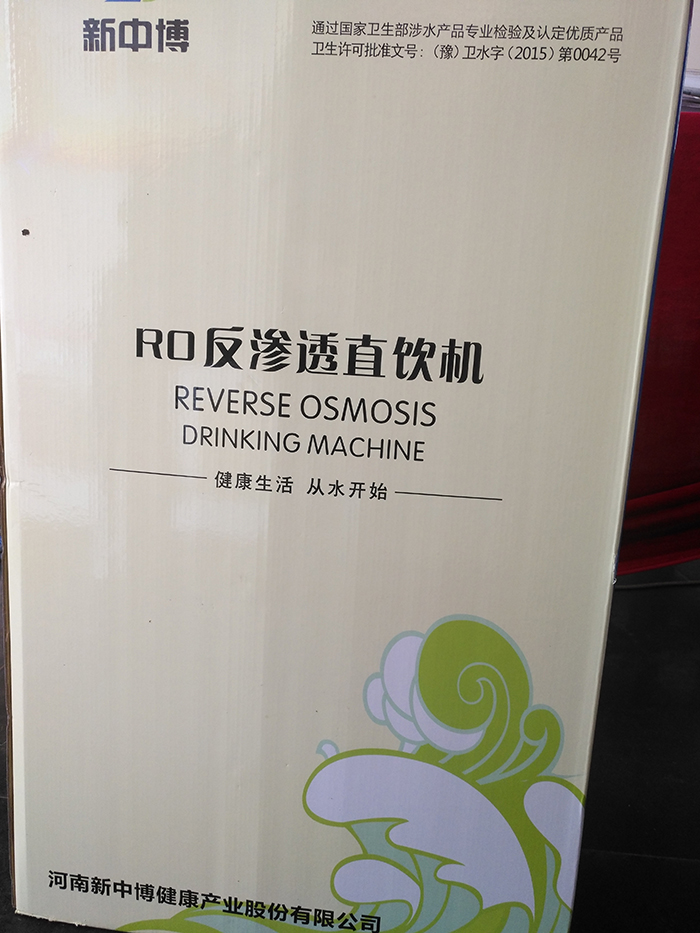 新中博
通过国家卫生部涉水产品专业检验及认定优质产品
卫生许可批准文号:(豫)卫水字(2015)第0042号
RO反渗透直饮机
REVERSE OSMOSIS
DRINKING MACHINE
健康生活 从水开始
河南新中博健康产业股份有限公司